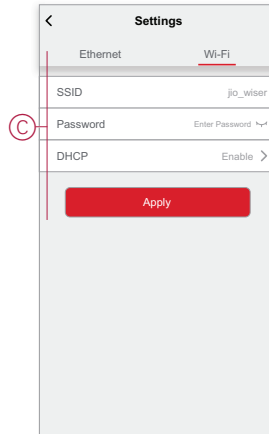 Settings
Ethernet Wi-Fi
SSID jio_wiser
Password Enter Password
DHCP Enable
C
Apply